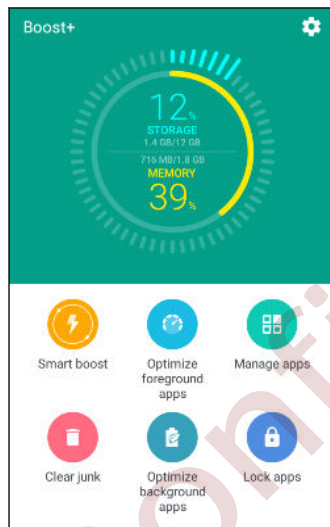 Boost+
12%
STORAGE
1.4 GB/12 GB
716 MB/1.8 GB
MEMORY
39%
Smart boost
Optimize
foreground
apps
Manage apps
Clear junk
Optimize
background
apps
Lock apps